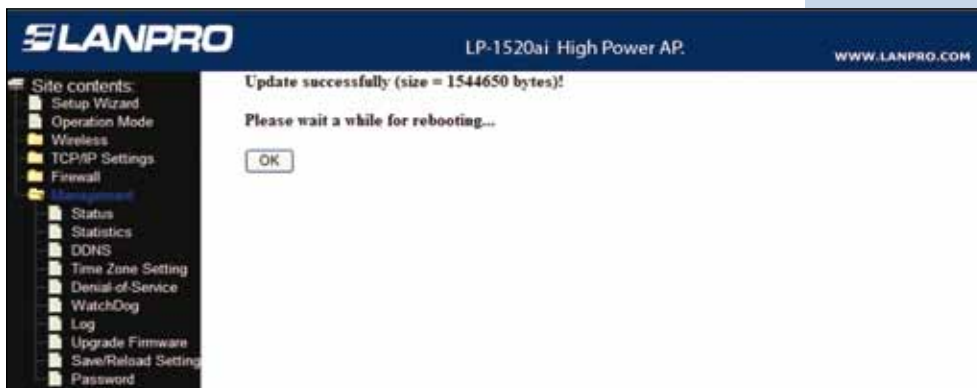 LANPRO
LP-1520ai High Power AP.
WWW.LANPRO.COM
Site contents:
Setup Wizard
Operation Mode
Wireless
TCP/IP Settings
Firewall
Management
Status
Statistics
DDNS
Time Zone Setting
Denial-of-Service
WatchDog
Log
Upgrade Firmware
Save/Reload Setting
Password
Update successfully (size = 1544650 bytes)!
Please wait a while for rebooting...
OK